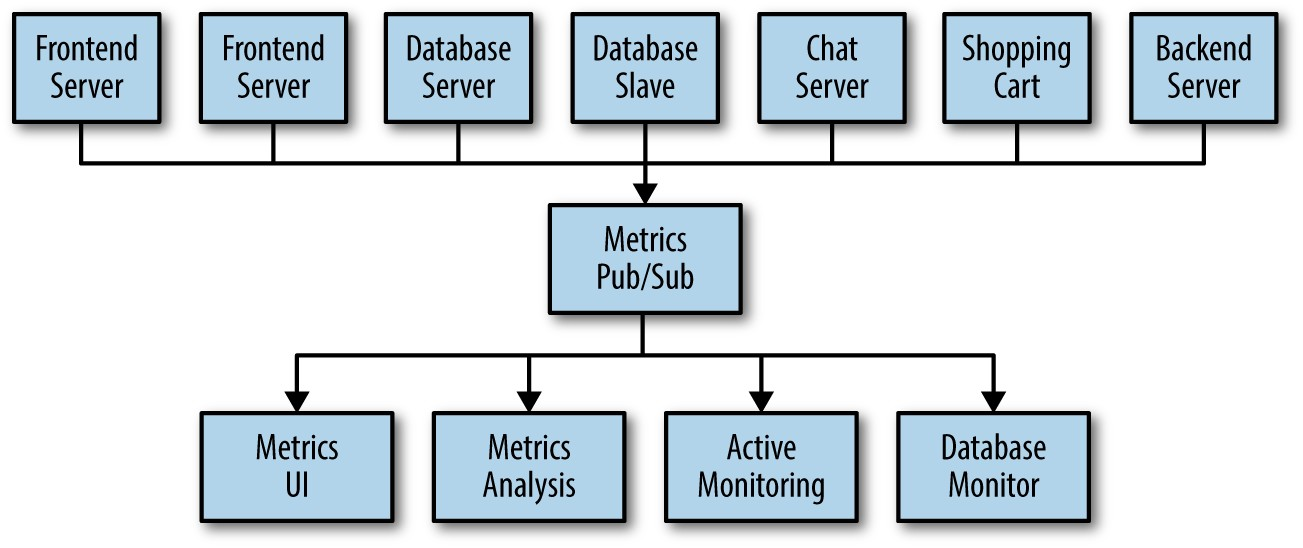 Frontend
Server
Frontend
Server
Database
Server
Database
Slave
Chat
Server
Shopping
Cart
Backend
Server
Metrics
Pub/Sub
Metrics
UI
Metrics
Analysis
Active
Monitoring
Database
Monitor